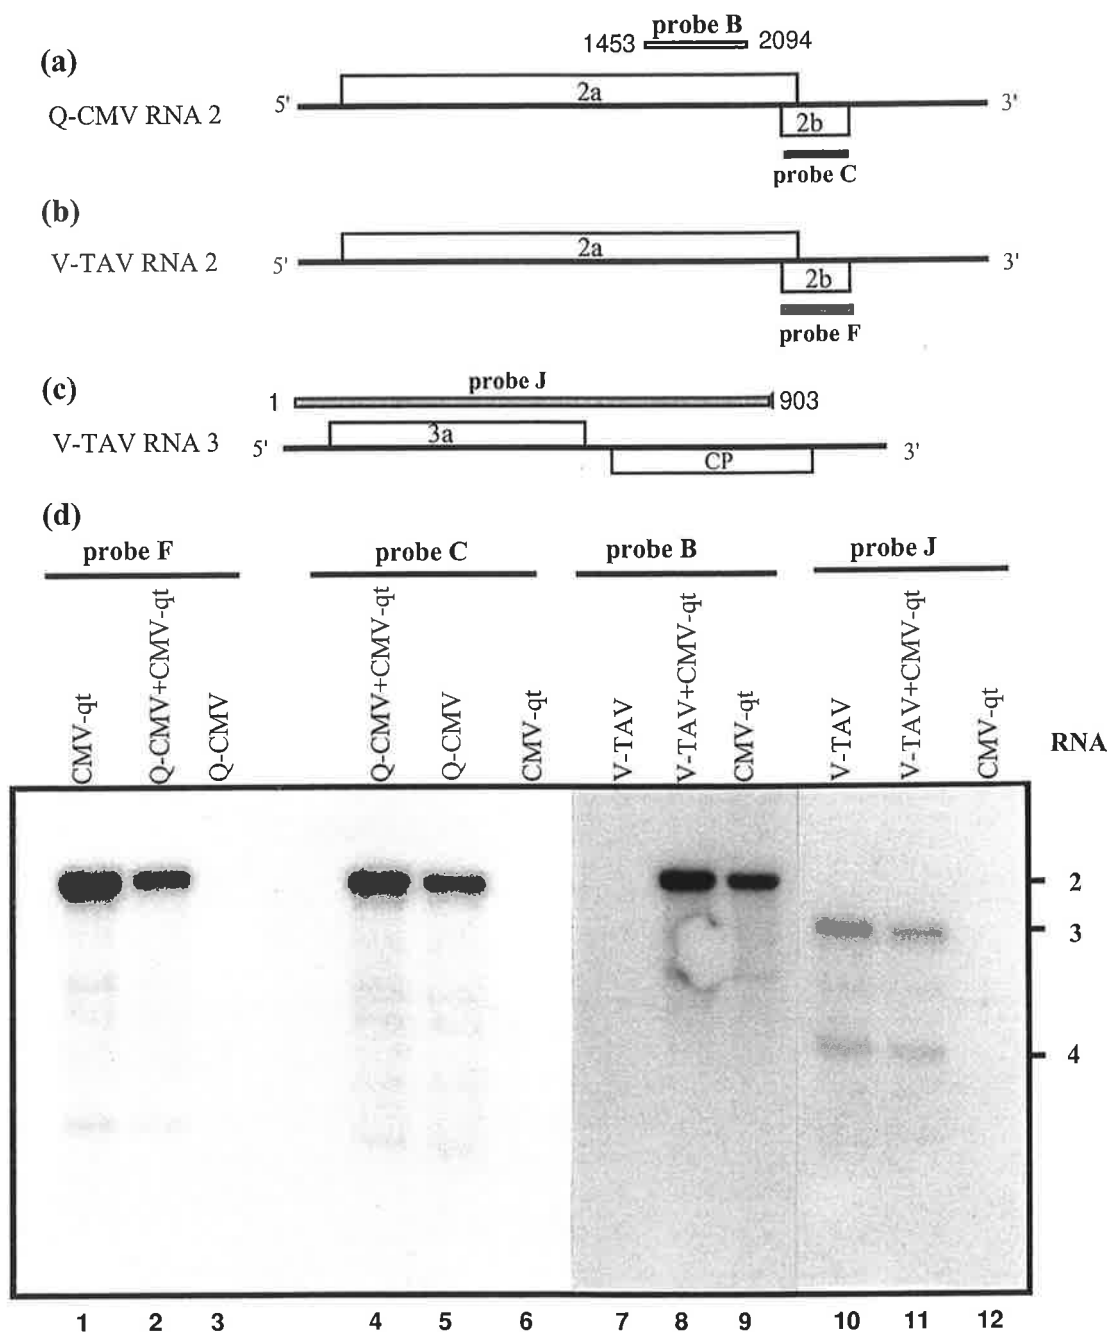 probe B
1453 2094
(a)
2a
5' 3'
Q-CMV RNA 2
2b
probe C
(b)
2a
V-TAV RNA 2 5' 3'
2b
probe F
(c)
probe J
1 903
3a
V-TAV RNA 3 5' 3'
CP
(d)
probe F probe C probe B probe J
CMV-qt
Q-CMV+CMV-qt
Q-CMV
Q-CMV+CMV-qt
Q-CMV
CMV-qt
V-TAV
V-TAV+CMV-qt
CMV-qt
V-TAV
V-TAV+CMV-qt
CMV-qt
RNA
2
3
4
1 2 3 4 5 6 7 8 9 10 11 12